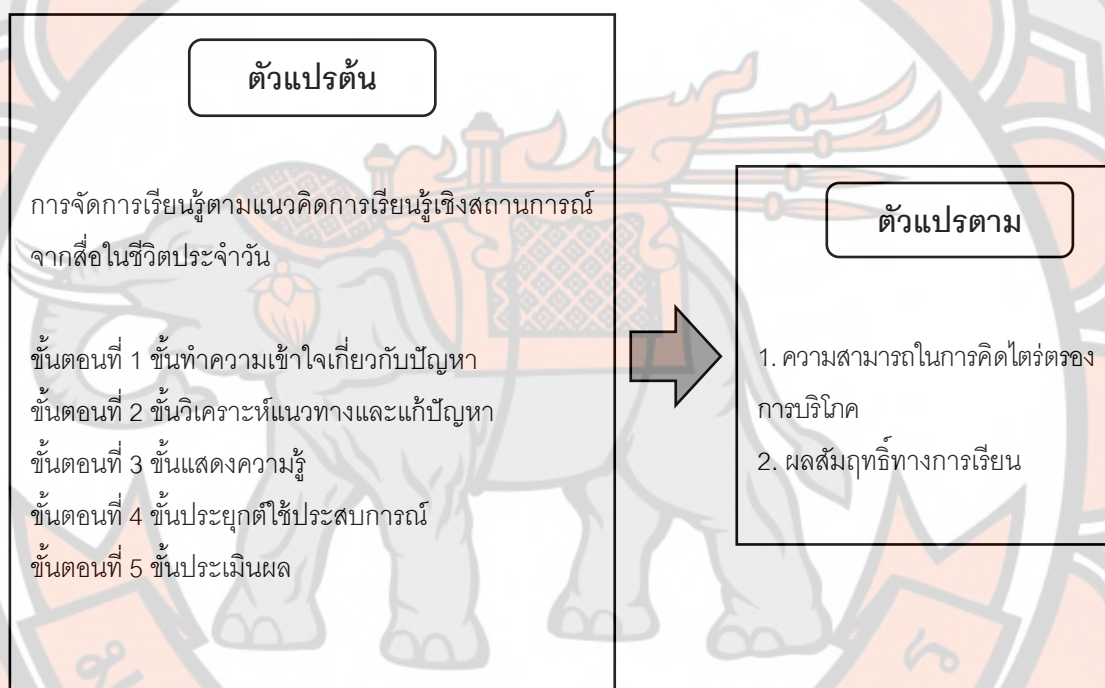 ตัวแปรต้น
การจัดการเรียนรู้ตามแนวคิดการเรียนรู้เชิงสถานการณ์
จากสื่อในชีวิตประจำวัน
ขั้นตอนที่ 1 ขั้นทำความเข้าใจเกี่ยวกับปัญหา
ขั้นตอนที่ 2 ขั้นวิเคราะห์แนวทางและแก้ปัญหา
ขั้นตอนที่ 3 ขั้นแสดงความรู้
ขั้นตอนที่ 4 ขั้นประยุกต์ใช้ประสบการณ์
ขั้นตอนที่ 5 ขั้นประเมินผล
ตัวแปรตาม
1. ความสามารถในการคิดไตร่ตรอง
การบริโภค
2. ผลสัมฤทธิ์ทางการเรียน